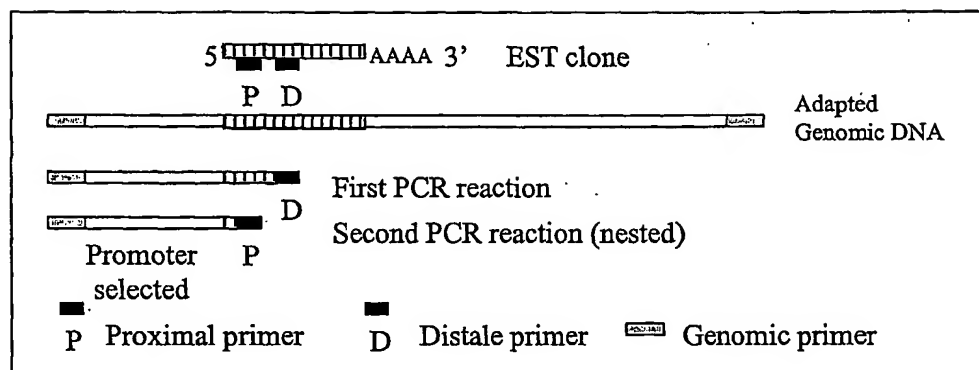 5' AAAA 3' EST clone
P D
Adapted
Genomic DNA
First PCR reaction
D
Second PCR reaction (nested)
Promoter P
selected
P Proximal primer D Distale primer Genomic primer